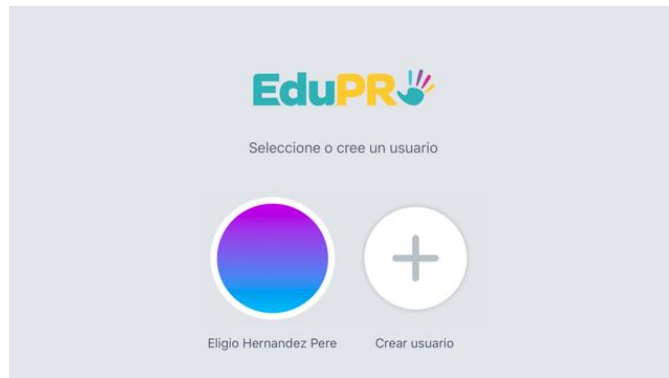 EduPR
Seleccione o cree un usuario
Eligio Hernandez Pere
Crear usuario